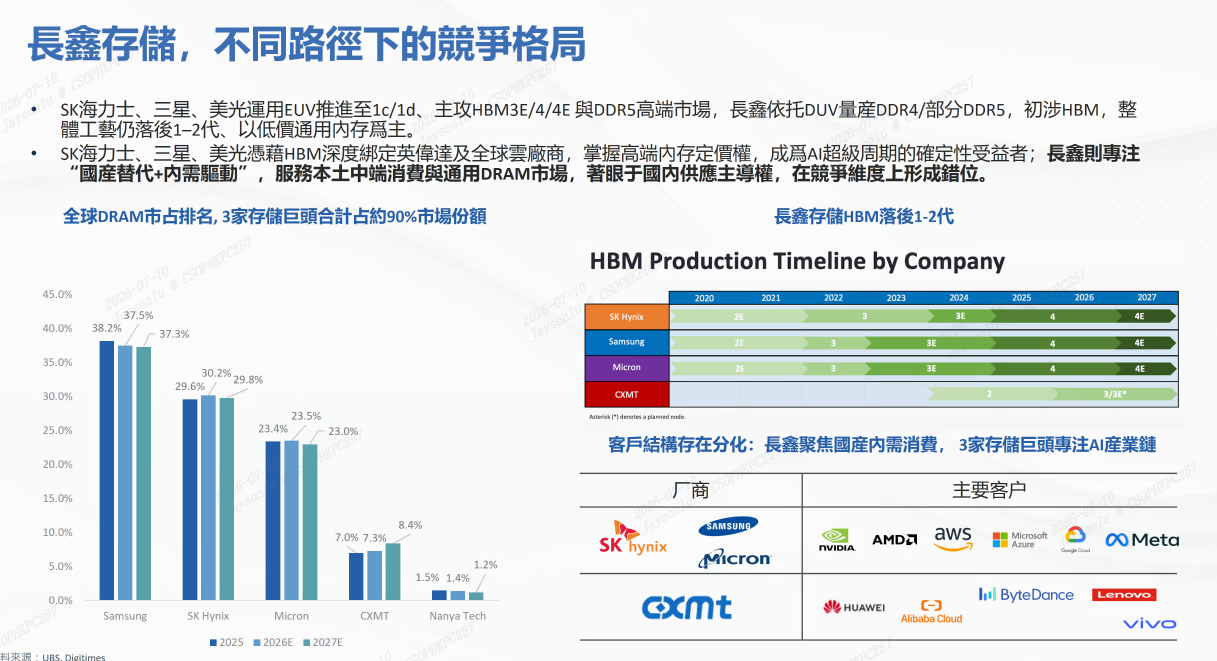 長鑫存儲，不同路徑下的競爭格局
• SK海力士、三星、美光運用EUV推進至1c/1d、主攻HBM3E/4/4E 與DDR5高端市場，長鑫依托DUV量産DDR4/部分DDR5，初涉HBM，整
體工藝仍落後1–2代、以低價通用內存爲主。
• SK海力士、三星、美光憑藉HBM深度綁定英偉達及全球雲廠商，掌握高端內存定價權，成爲AI超級周期的確定性受益者；長鑫則專注
“國産替代+內需驅動”，服務本土中端消費與通用DRAM市場，著眼于國內供應主導權，在競爭維度上形成錯位。
全球DRAM市占排名, 3家存儲巨頭合計占約90%市場份額
45.0%
40.0%
35.0%
30.0%
25.0%
20.0%
15.0%
10.0%
5.0%
0.0%
38.2% 37.5% 37.3%
29.6% 30.2% 29.8%
23.4% 23.5% 23.0%
7.0% 7.3% 8.4%
1.5% 1.4% 1.2%
Samsung SK Hynix Micron CXMT Nanya Tech
2025 2026E 2027E
料來源：UBS, Digitimes
長鑫存儲HBM落後1-2代
HBM Production Timeline by Company
2020 2021 2022 2023 2024 2025 2026 2027
SK Hynix 2E 3 3E 4 4E
Samsung 2E 3 3E 4 4E
Micron 2E 3 3E 4 4E
CXMT 2 3/3E*
Asterisk (*) denotes a planned node.
客戶結構存在分化：長鑫聚焦國産內需消費， 3家存儲巨頭專注AI産業鏈
厂商 主要客户
SK hynix SAMSUNG Micron NVIDIA. AMD aws Microsoft Azure Google Cloud Meta
cxmt HUAWEI Alibaba Cloud ByteDance Lenovo vivo
2026-07-10
Jaysonlu @ CSOPHKPC257